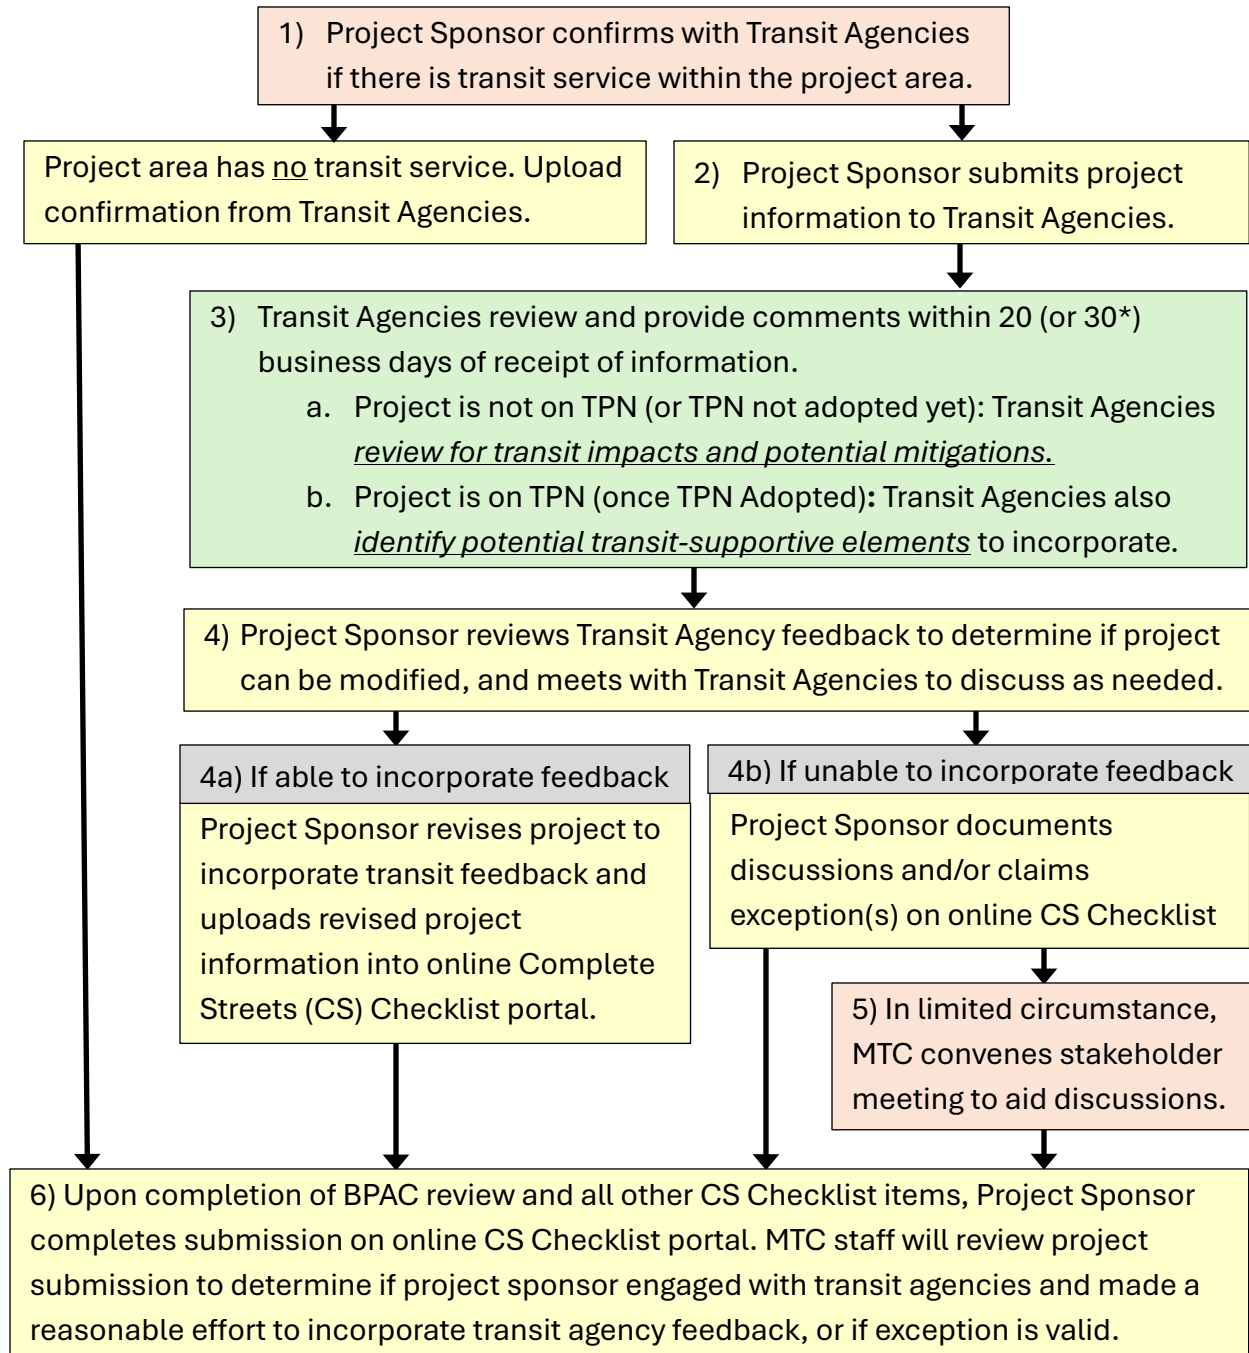 1) Project Sponsor confirms with Transit Agencies
if there is transit service within the project area.
Project area has no transit service. Upload
confirmation from Transit Agencies.
2) Project Sponsor submits project
information to Transit Agencies.
3) Transit Agencies review and provide comments within 20 (or 30*)
business days of receipt of information.
a. Project is not on TPN (or TPN not adopted yet): Transit Agencies
review for transit impacts and potential mitigations.
b. Project is on TPN (once TPN Adopted): Transit Agencies also
identify potential transit-supportive elements to incorporate.
4) Project Sponsor reviews Transit Agency feedback to determine if project
can be modified, and meets with Transit Agencies to discuss as needed.
4a) If able to incorporate feedback
Project Sponsor revises project to
incorporate transit feedback and
uploads revised project
information into online Complete
Streets (CS) Checklist portal.
4b) If unable to incorporate feedback
Project Sponsor documents
discussions and/or claims
exception(s) on online CS Checklist
5) In limited circumstance,
MTC convenes stakeholder
meeting to aid discussions.
6) Upon completion of BPAC review and all other CS Checklist items, Project Sponsor
completes submission on online CS Checklist portal. MTC staff will review project
submission to determine if project sponsor engaged with transit agencies and made a
reasonable effort to incorporate transit agency feedback, or if exception is valid.